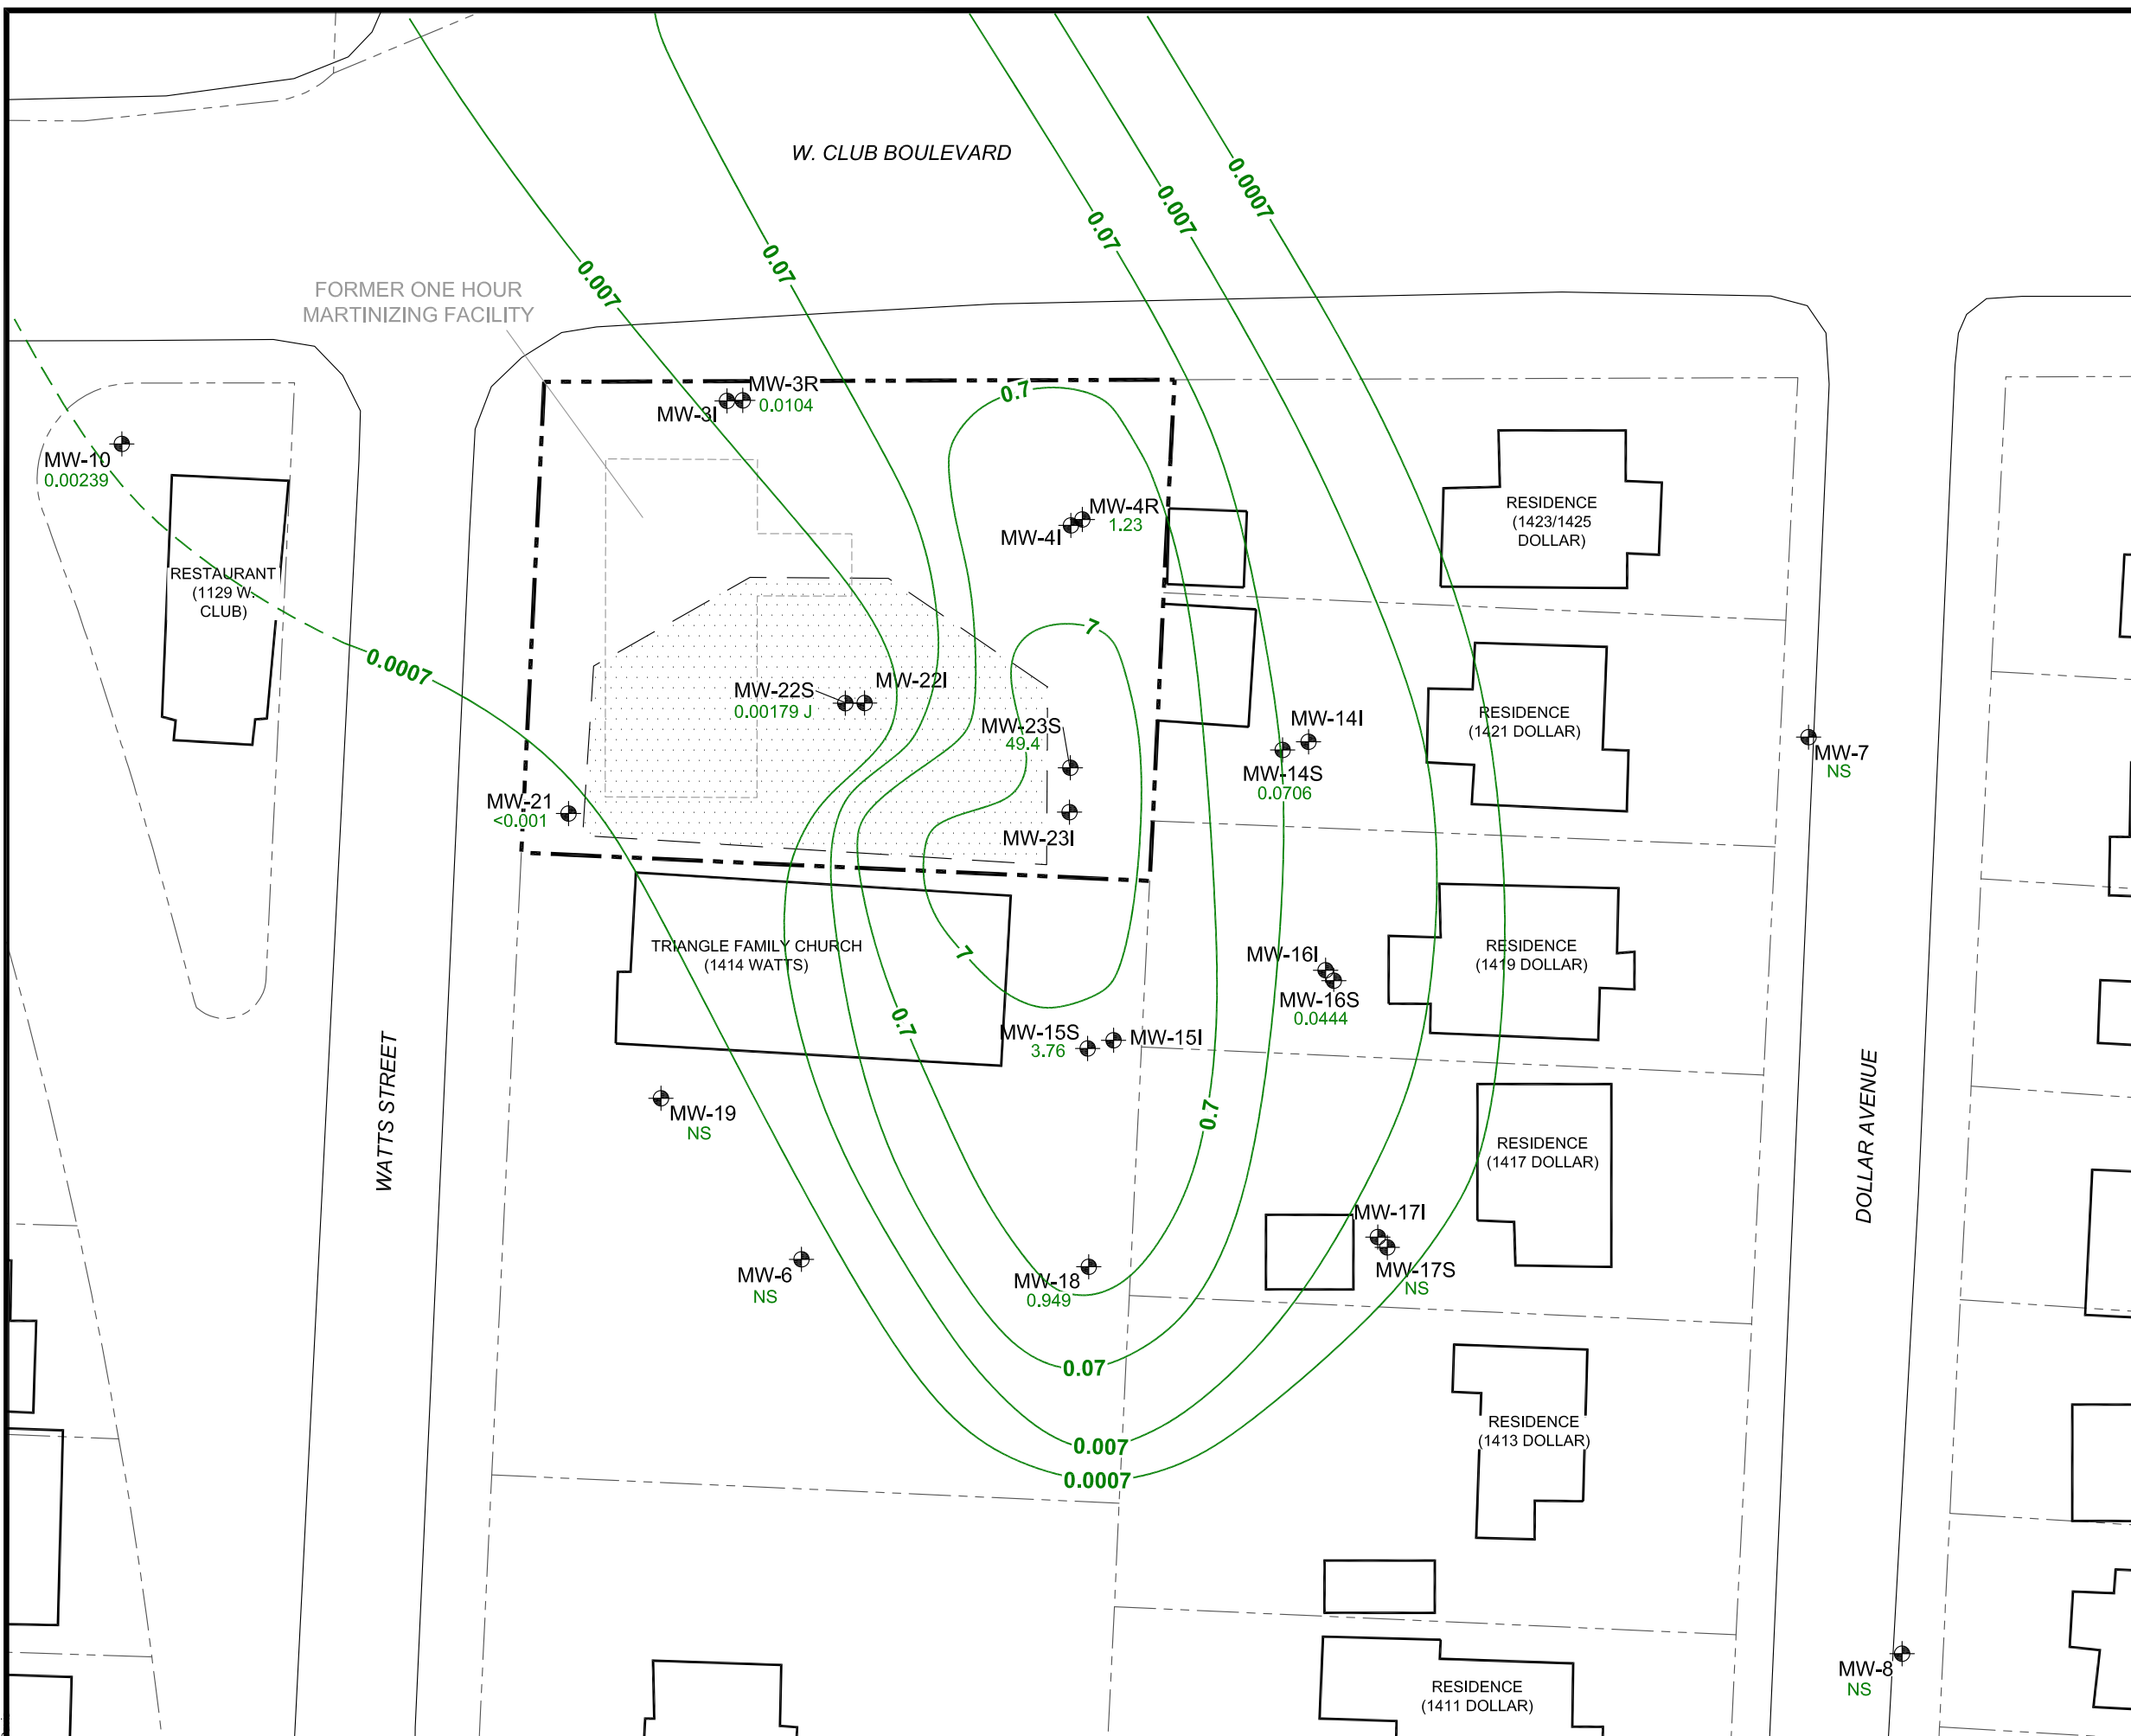 W. CLUB BOULEVARD
0.0007
0.007
0.07
0.07
0.007
FORMER ONE HOUR
MARTINIZING FACILITY
MW-3R
0.0104
MW-3I
0.7
MW-10
0.00239
MW-4R
1.23
MW-4I
RESIDENCE
(1423/1425
DOLLAR)
RESTAURANT
(1129 W.
CLUB)
7
0.0007
MW-22S
0.00179 J
MW-22I
MW-23S
49.4
MW-14I
MW-14S
0.0706
RESIDENCE
(1421 DOLLAR)
MW-7
NS
MW-21
<0.001
MW-23I
TRIANGLE FAMILY CHURCH
(1414 WATTS)
7
MW-16I
MW-16S
0.0444
RESIDENCE
(1419 DOLLAR)
0.7
MW-15S
3.76
MW-15I
WATTS STREET
MW-19
NS
0.7
RESIDENCE
(1417 DOLLAR)
DOLLAR AVENUE
MW-6
NS
MW-18
0.949
MW-17I
MW-17S
NS
0.07
0.007
0.0007
RESIDENCE
(1413 DOLLAR)
MW-8
NS
RESIDENCE
(1411 DOLLAR)